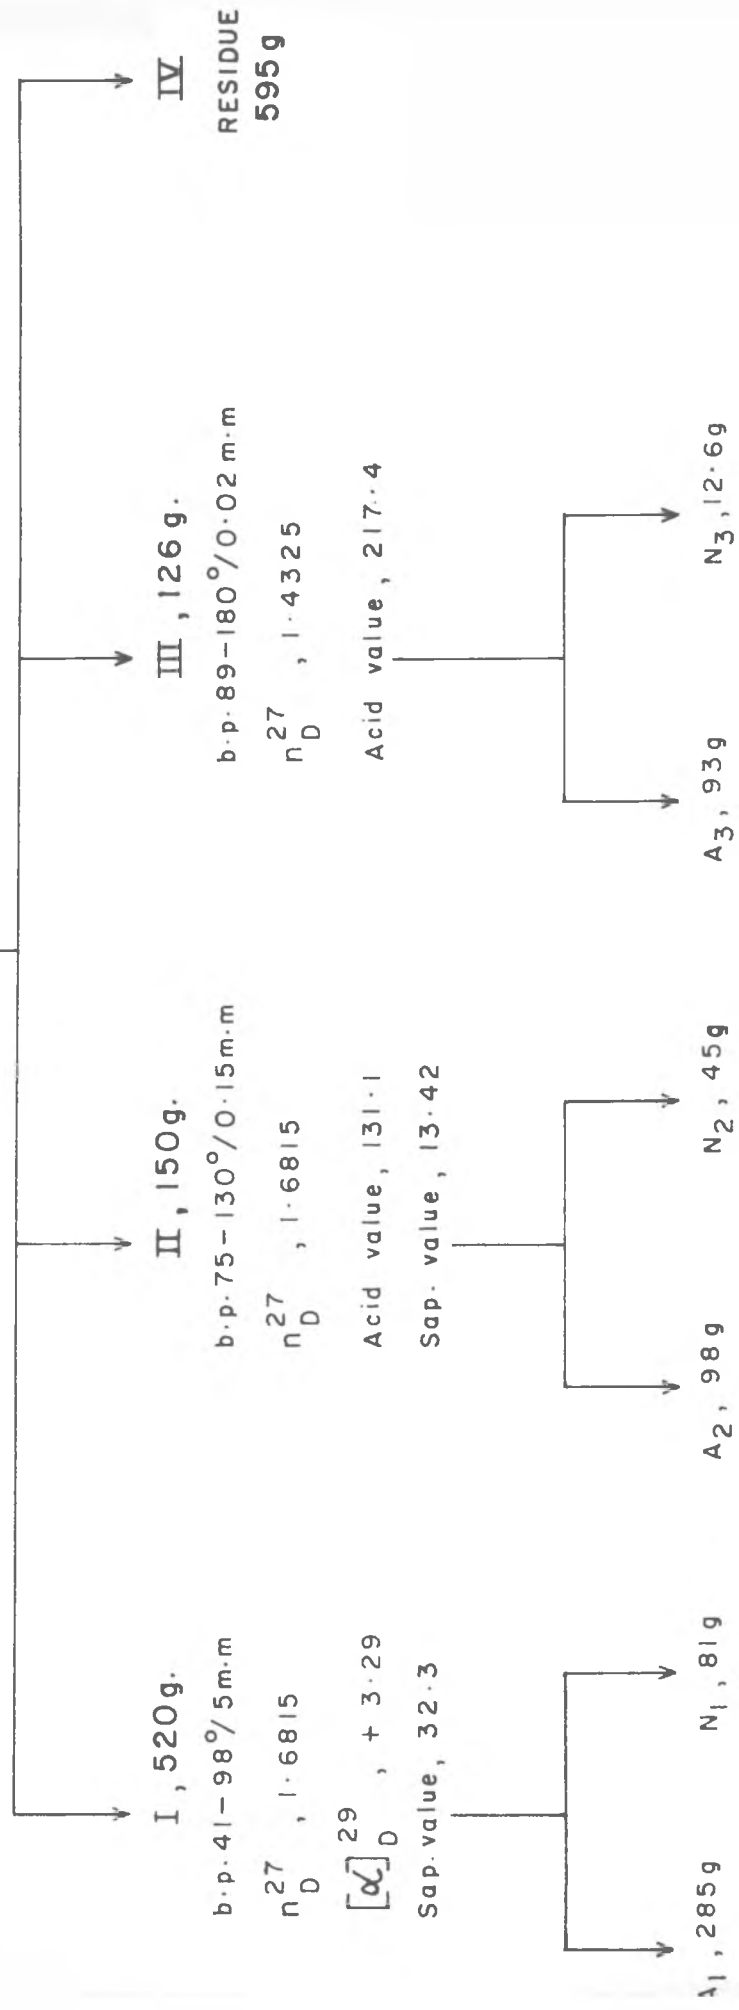 I, 520g.
b.p. 41-98°/5m.m
n27D, 1.6815
[α]29D, +3.29
Sap. value, 32.3
A1, 285g
N1, 81g
II, 150g.
b.p. 75-130°/0.15m.m
n27D, 1.6815
Acid value, 131.1
Sap. value, 13.42
A2, 98g
N2, 45g
III, 126g.
b.p. 89-180°/0.02 m.m
n27D, 1.4325
Acid value, 217.4
A3, 93g
N3, 12.6g
IV
RESIDUE
595g